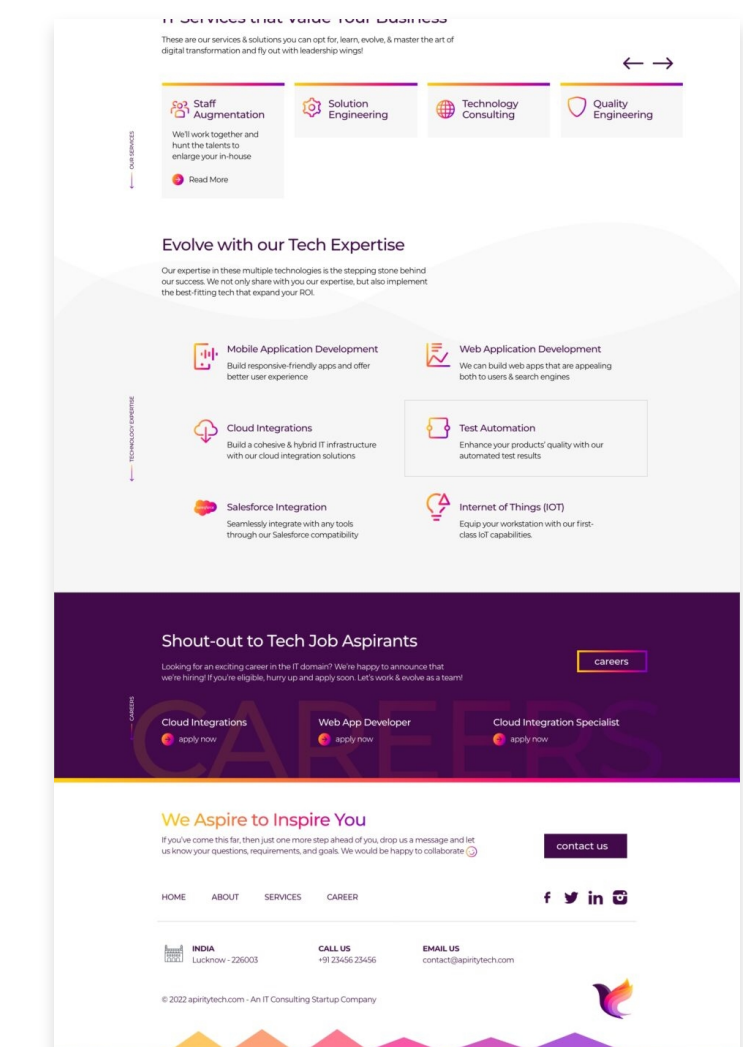 IT Services that Value Your Business
These are our services & solutions you can opt for, learn, evolve, & master the art of
digital transformation and fly out with leadership wings!
Staff
Augmentation
We'll work together and
hunt the talents to
enlarge your in-house
Read More
Solution
Engineering
Technology
Consulting
Quality
Engineering
OUR SERVICES
Evolve with our Tech Expertise
Our expertise in these multiple technologies is the stepping stone behind
our success. We not only share with you our expertise, but also implement
the best-fitting tech that expand your ROI.
TECHNOLOGY EXPERTISE
Mobile Application Development
Build responsive-friendly apps and offer
better user experience
Web Application Development
We can build web apps that are appealing
both to users & search engines
Cloud Integrations
Build a cohesive & hybrid IT infrastructure
with our cloud integration solutions
Test Automation
Enhance your products' quality with our
automated test results
Salesforce Integration
Seamlessly integrate with any tools
through our Salesforce compatibility
Internet of Things (IOT)
Equip your workstation with our first-
class IoT capabilities.
Shout-out to Tech Job Aspirants
Looking for an exciting career in the IT domain? We're happy to announce that
we're hiring! If you're eligible, hurry up and apply soon. Let's work & evolve as a team!
careers
CAREERS
CAREERS
Cloud Integrations
apply now
Web App Developer
apply now
Cloud Integration Specialist
apply now
We Aspire to Inspire You
If you've come this far, then just one more step ahead of you, drop us a message and let
us know your questions, requirements, and goals. We would be happy to collaborate
contact us
HOME ABOUT SERVICES CAREER
INDIA
Lucknow - 226003
CALL US
+91 23456 23456
EMAIL US
contact@apiritytech.com
© 2022 apiritytech.com - An IT Consulting Startup Company